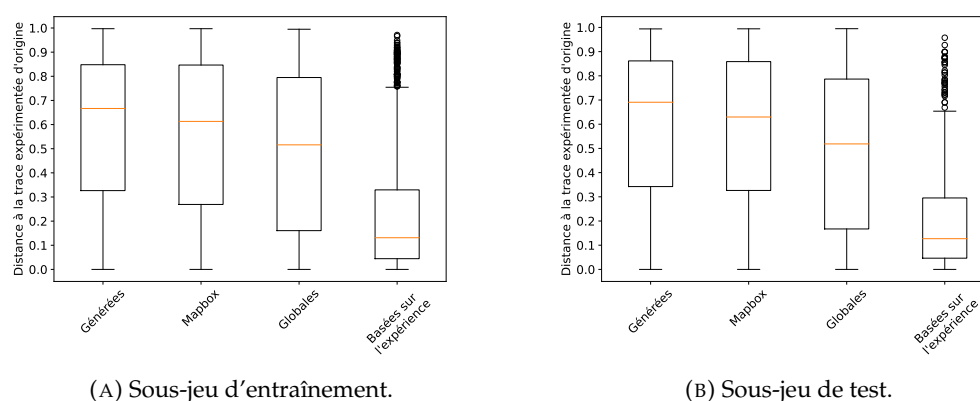 Distance à la trace expérimentée d'origine
1.0
0.9
0.8
0.7
0.6
0.5
0.4
0.3
0.2
0.1
0.0
Générées
Mapbox
Globales
Basées sur
l'expérience
(A) Sous-jeu d'entraînement.
Distance à la trace expérimentée d'origine
1.0
0.9
0.8
0.7
0.6
0.5
0.4
0.3
0.2
0.1
0.0
Générées
Mapbox
Globales
Basées sur
l'expérience
(B) Sous-jeu de test.